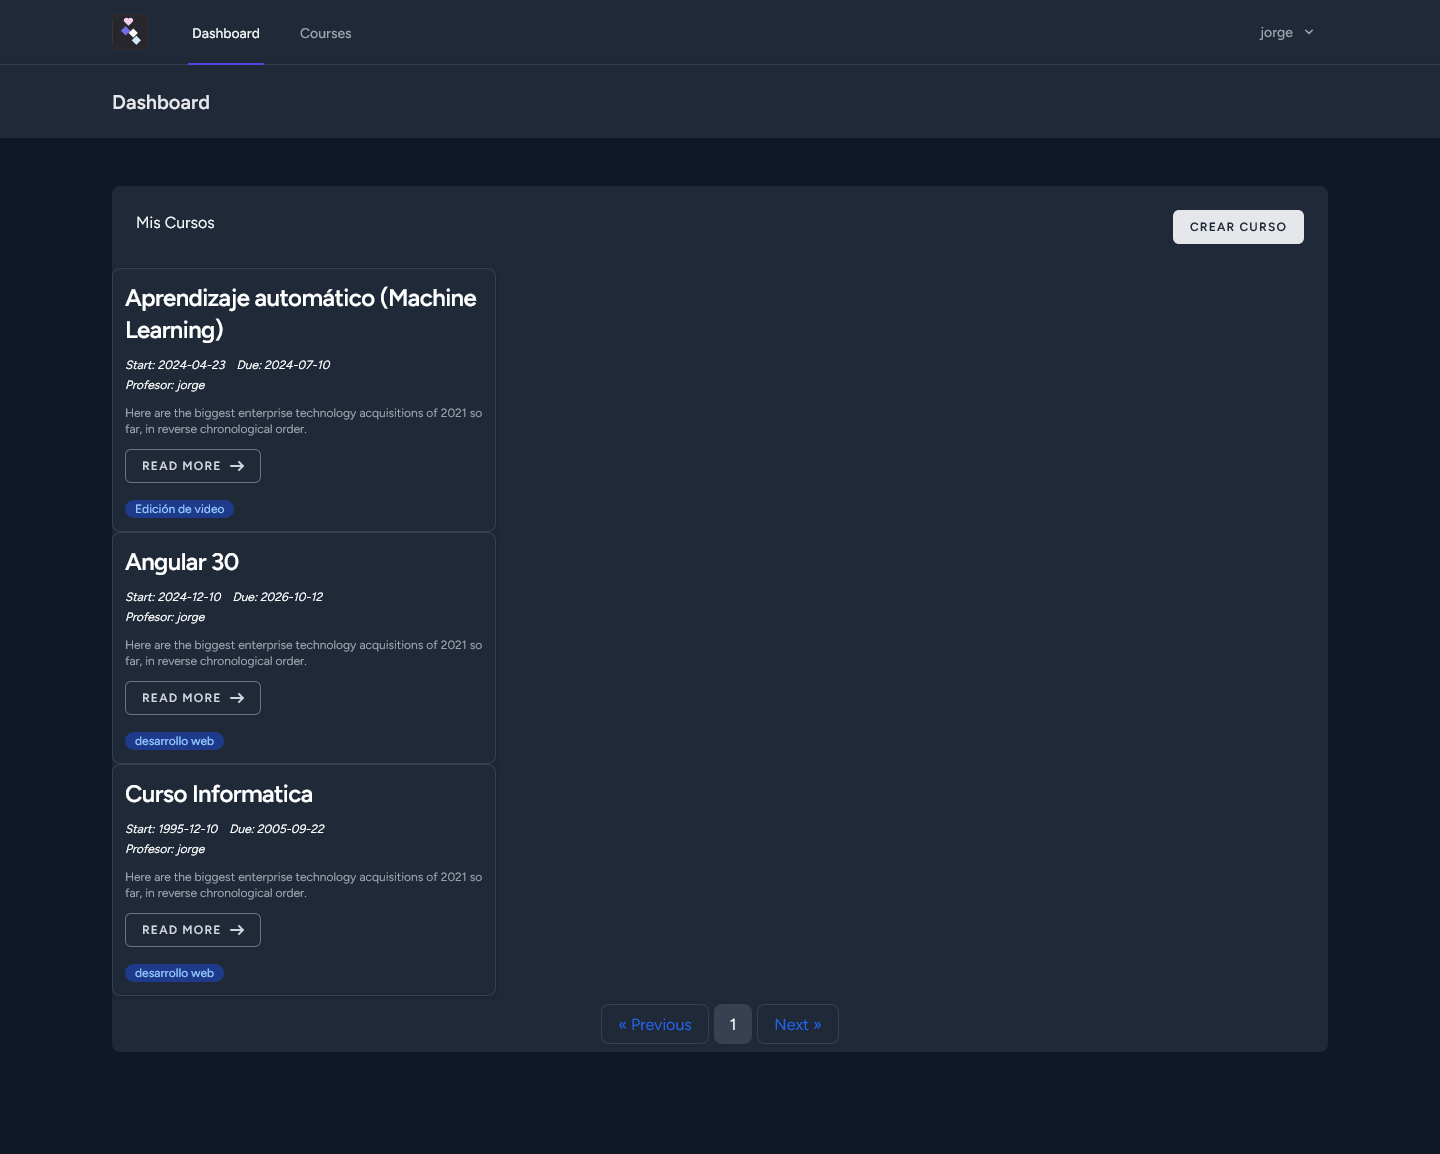 Dashboard Courses jorge
Dashboard
Mis Cursos
CREAR CURSO
Aprendizaje automático (Machine
Learning)
Start: 2024-04-23 Due: 2024-07-10
Profesor: jorge
Here are the biggest enterprise technology acquisitions of 2021 so
far, in reverse chronological order.
READ MORE →
Edición de video
Angular 30
Start: 2024-12-10 Due: 2026-10-12
Profesor: jorge
Here are the biggest enterprise technology acquisitions of 2021 so
far, in reverse chronological order.
READ MORE →
desarrollo web
Curso Informatica
Start: 1995-12-10 Due: 2005-09-22
Profesor: jorge
Here are the biggest enterprise technology acquisitions of 2021 so
far, in reverse chronological order.
READ MORE →
desarrollo web
« Previous 1 Next »